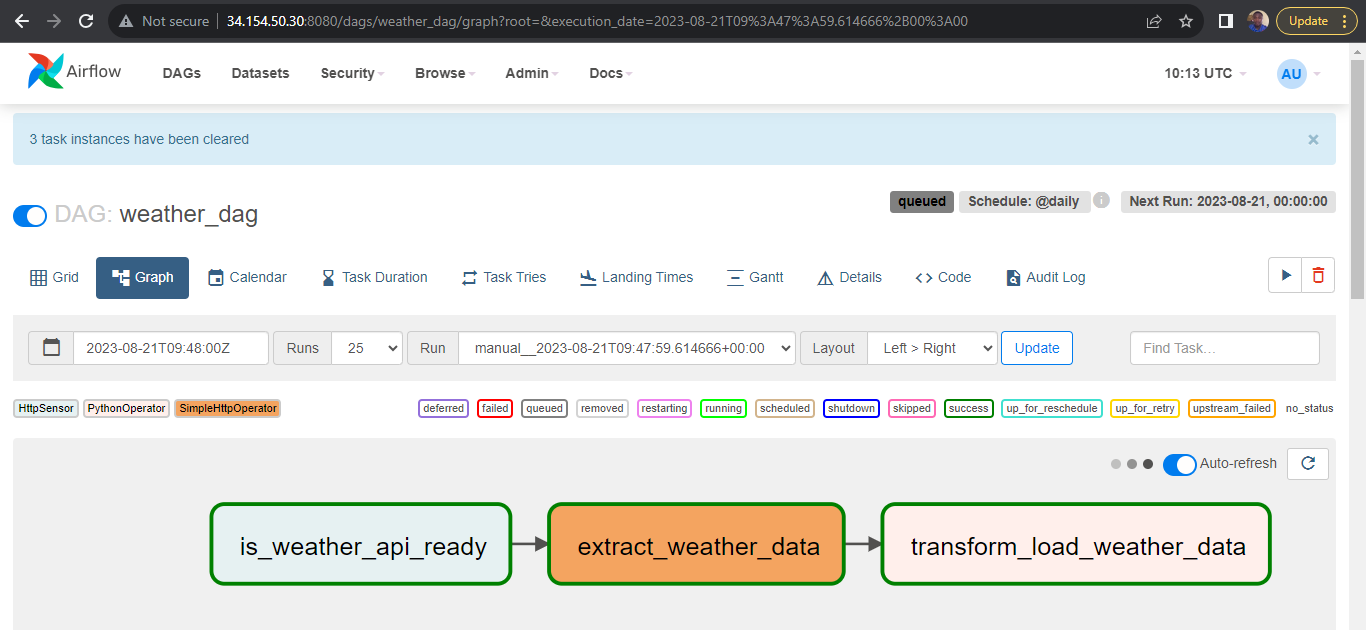 Not secure 34.154.50.30:8080/dags/weather_dag/graph?root=&execution_date=2023-08-21T09%3A47%3A59.614666%2B00%3A00 Update
Airflow DAGs Datasets Security Browse Admin Docs 10:13 UTC AU
3 task instances have been cleared ×
DAG: weather_dag queued Schedule: @daily i Next Run: 2023-08-21, 00:00:00
Grid Graph Calendar Task Duration Task Tries Landing Times Gantt Details Code Audit Log
2023-08-21T09:48:00Z Runs 25 Run manual__2023-08-21T09:47:59.614666+00:00 Layout Left > Right Update Find Task...
HttpSensor PythonOperator SimpleHttpOperator deferred failed queued removed restarting running scheduled shutdown skipped success up_for_reschedule up_for_retry upstream_failed no_status
Auto-refresh
is_weather_api_ready extract_weather_data transform_load_weather_data